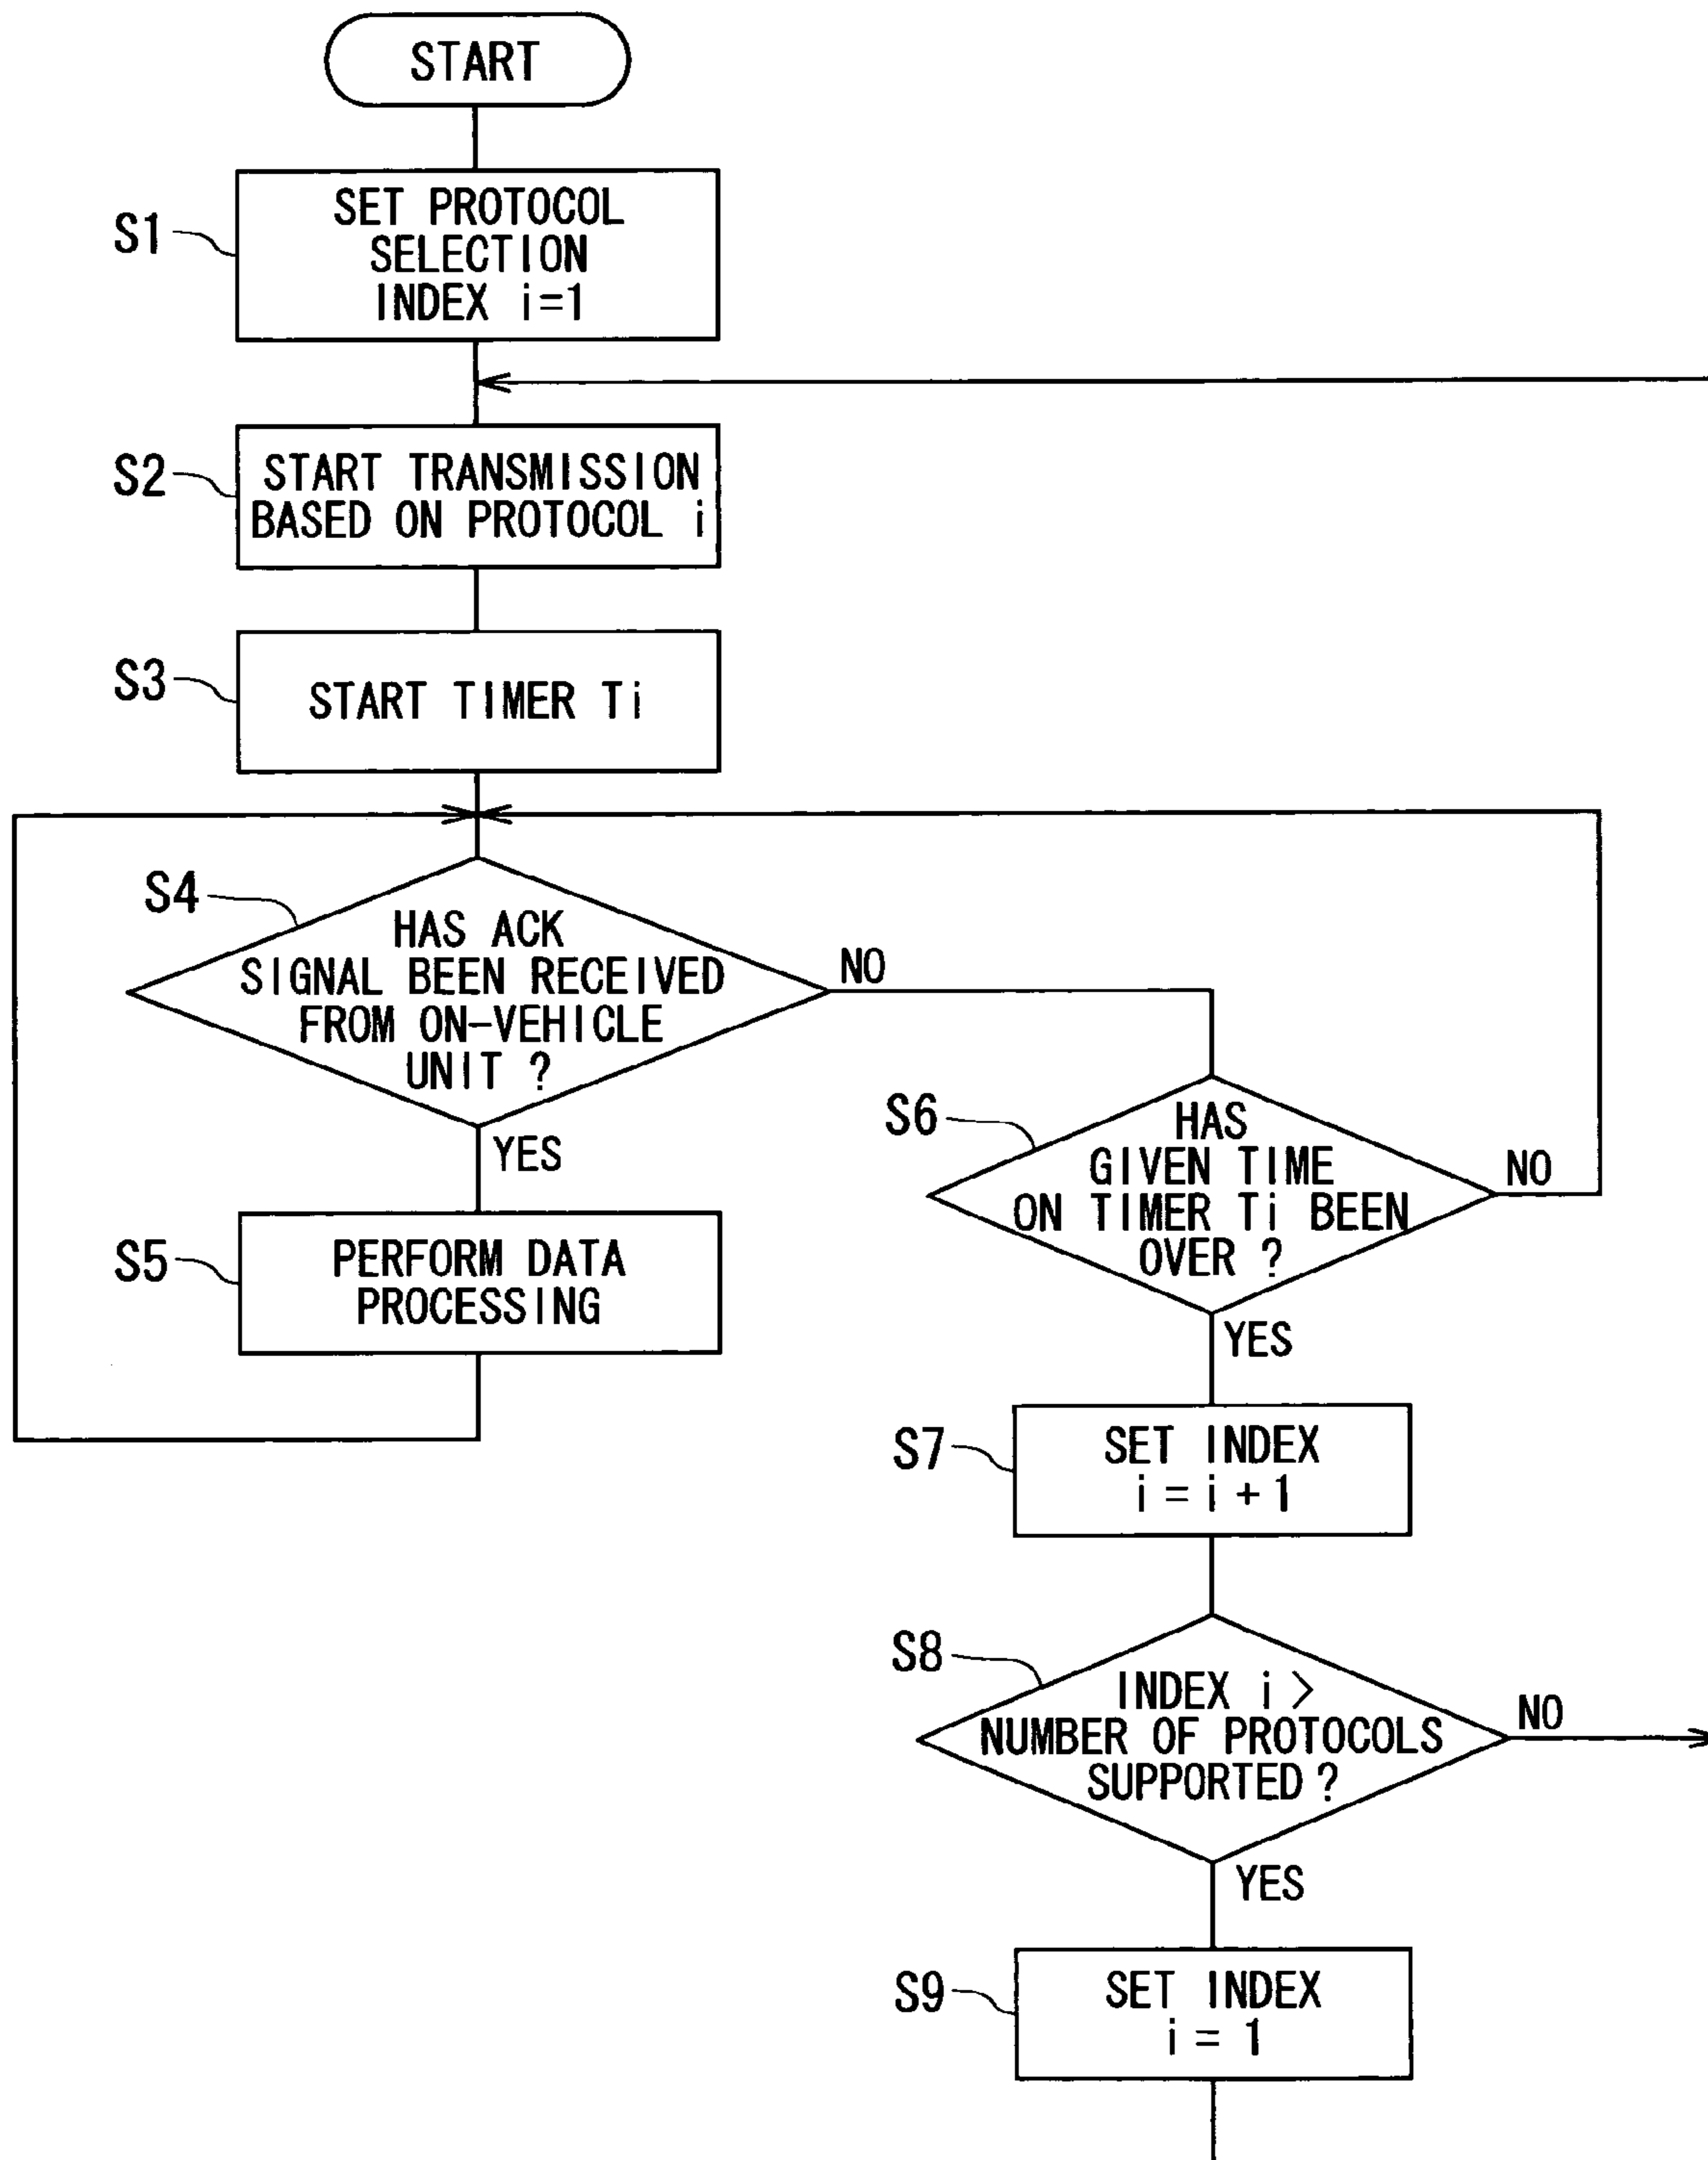 START
S1
SET PROTOCOL
SELECTION
INDEX i=1
S2
START TRANSMISSION
BASED ON PROTOCOL i
S3
START TIMER Ti
S4
HAS ACK
SIGNAL BEEN RECEIVED
FROM ON-VEHICLE
UNIT ?
NO
YES
S5
PERFORM DATA
PROCESSING
S6
HAS
GIVEN TIME
ON TIMER Ti BEEN
OVER ?
NO
YES
S7
SET INDEX
i = i + 1
S8
INDEX i >
NUMBER OF PROTOCOLS
SUPPORTED ?
NO
YES
S9
SET INDEX
i = 1